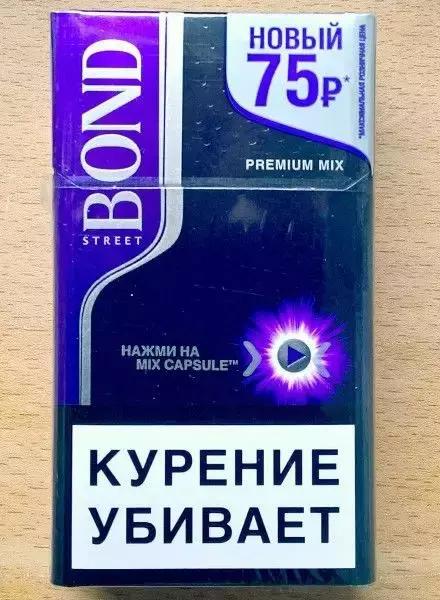 НОВЫЙ
75₽*
*МАКСИМАЛЬНАЯ РОЗНИЧНАЯ ЦЕНА
BOND
STREET
PREMIUM MIX
НАЖМИ НА
MIX CAPSULE™
КУРЕНИЕ
УБИВАЕТ